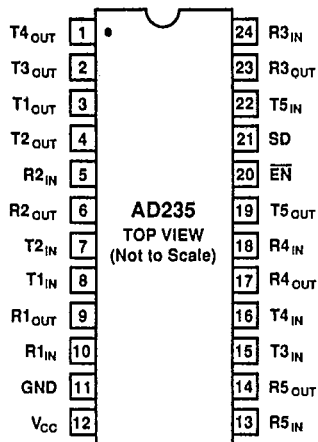 T4OUT 1 24 R3IN
T3OUT 2 23 R3OUT
T1OUT 3 22 T5IN
T2OUT 4 21 SD
R2IN 5 20 EN
R2OUT 6 AD235 19 T5OUT
TOP VIEW
T2IN 7 (Not to Scale) 18 R4IN
T1IN 8 17 R4OUT
R1OUT 9 16 T4IN
R1IN 10 15 T3IN
GND 11 14 R5OUT
VCC 12 13 R5IN